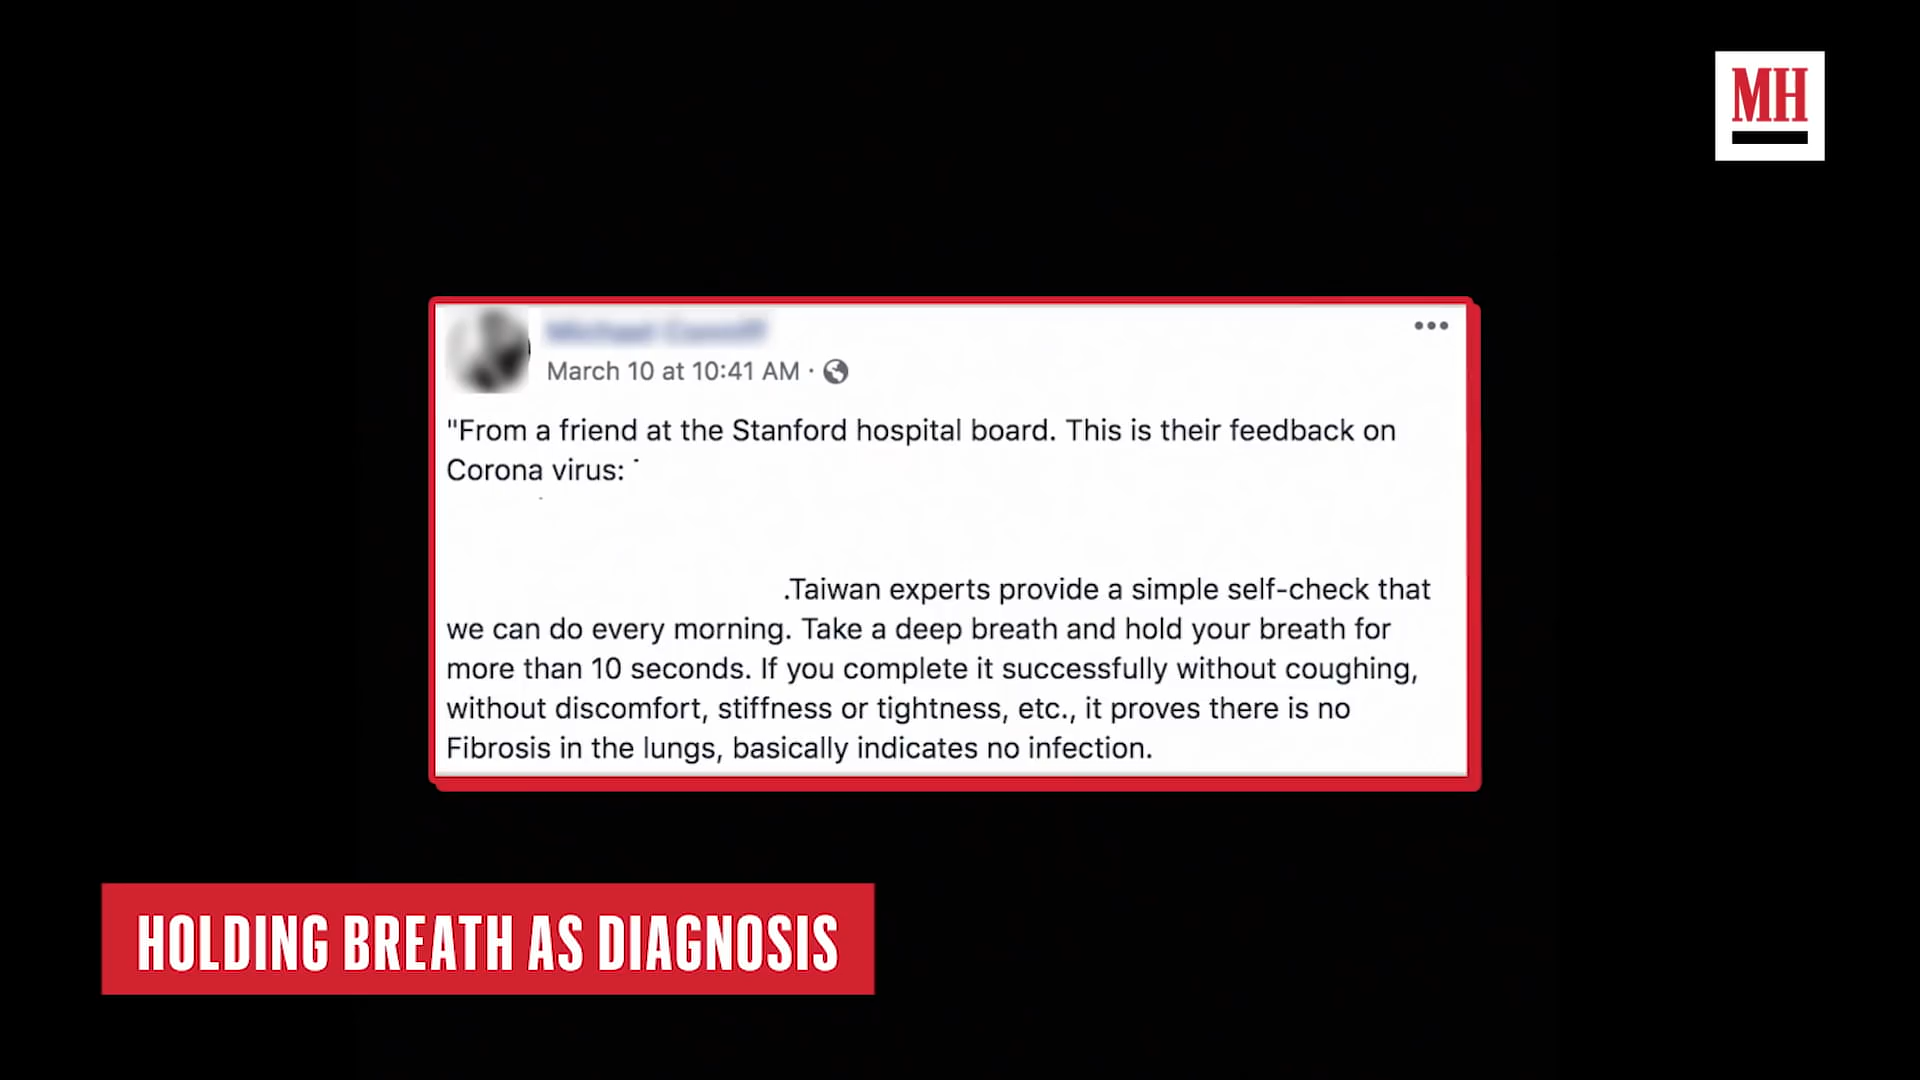 MH
March 10 at 10:41 AM ·
"From a friend at the Stanford hospital board. This is their feedback on
Corona virus:
.Taiwan experts provide a simple self-check that
we can do every morning. Take a deep breath and hold your breath for
more than 10 seconds. If you complete it successfully without coughing,
without discomfort, stiffness or tightness, etc., it proves there is no
Fibrosis in the lungs, basically indicates no infection.
HOLDING BREATH AS DIAGNOSIS